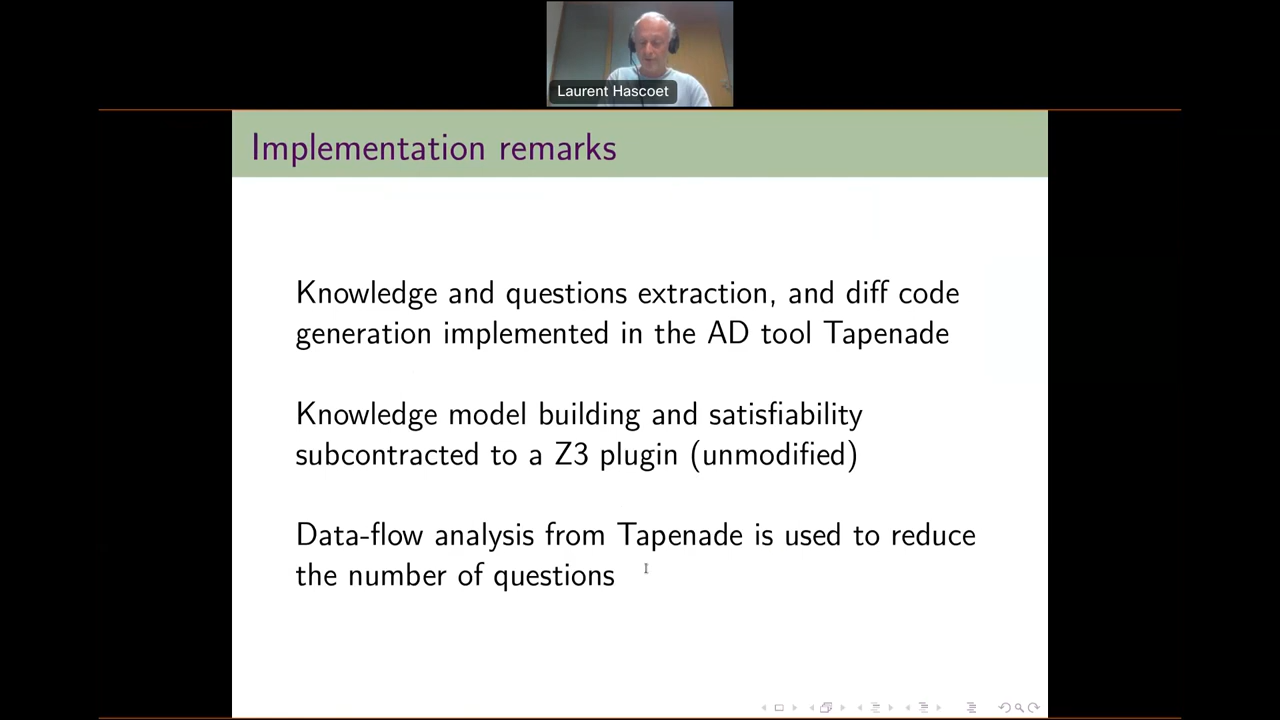 Laurent Hascoet
Implementation remarks
Knowledge and questions extraction, and diff code
generation implemented in the AD tool Tapenade
Knowledge model building and satisfiability
subcontracted to a Z3 plugin (unmodified)
Data-flow analysis from Tapenade is used to reduce
the number of questions